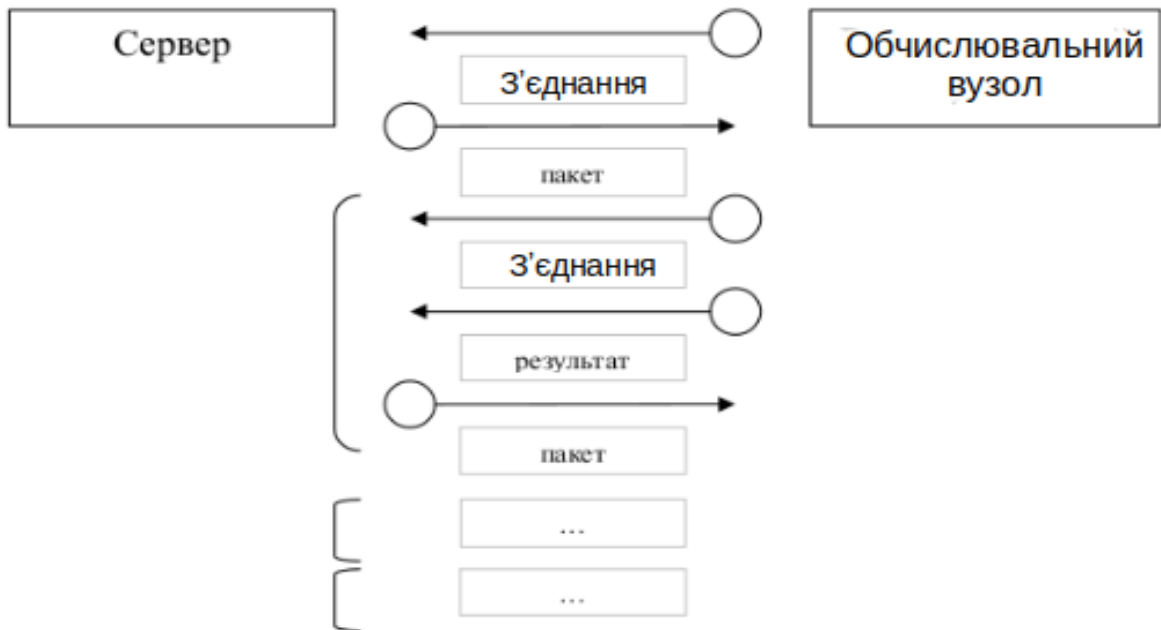 Сервер
Обчислювальний
вузол
З'єднання
пакет
З'єднання
результат
пакет
...
...